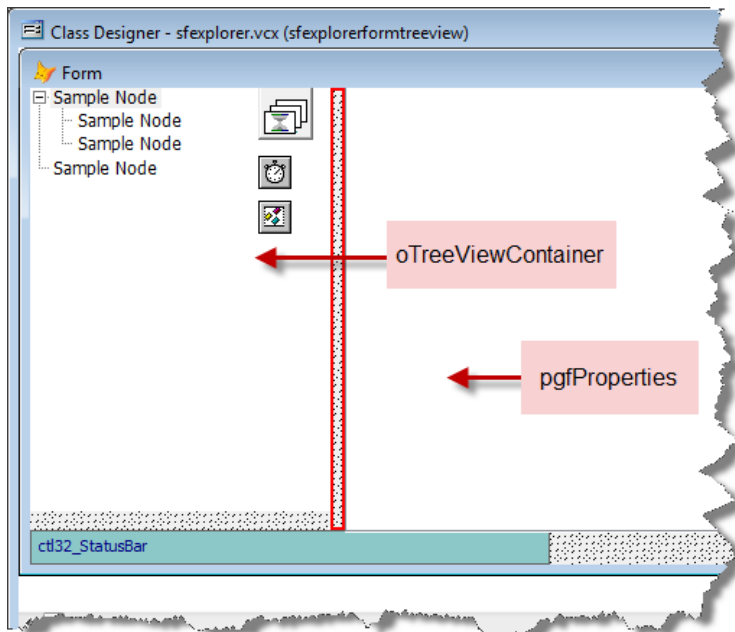 Class Designer - sfexplorer.vcx (sfexplorerformtreeview)
Form
Sample Node
Sample Node
Sample Node
Sample Node
oTreeViewContainer
pgfProperties
ctl32_StatusBar